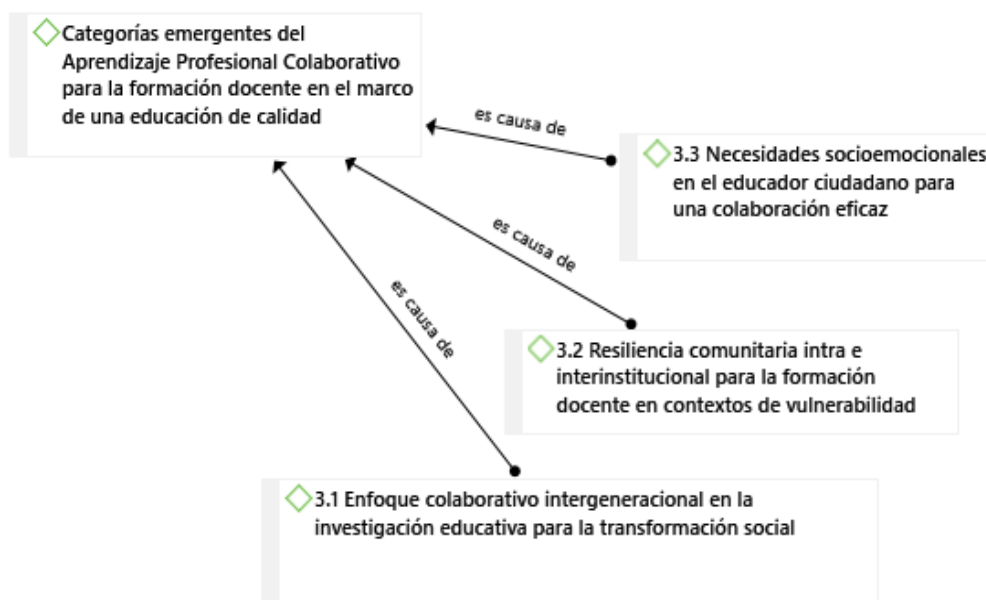 Categorías emergentes del
Aprendizaje Profesional Colaborativo
para la formación docente en el marco
de una educación de calidad
es causa de
3.3 Necesidades socioemocionales
en el educador ciudadano para
una colaboración eficaz
es causa de
3.2 Resiliencia comunitaria intra e
interinstitucional para la formación
docente en contextos de vulnerabilidad
es causa de
3.1 Enfoque colaborativo intergeneracional en la
investigación educativa para la transformación social